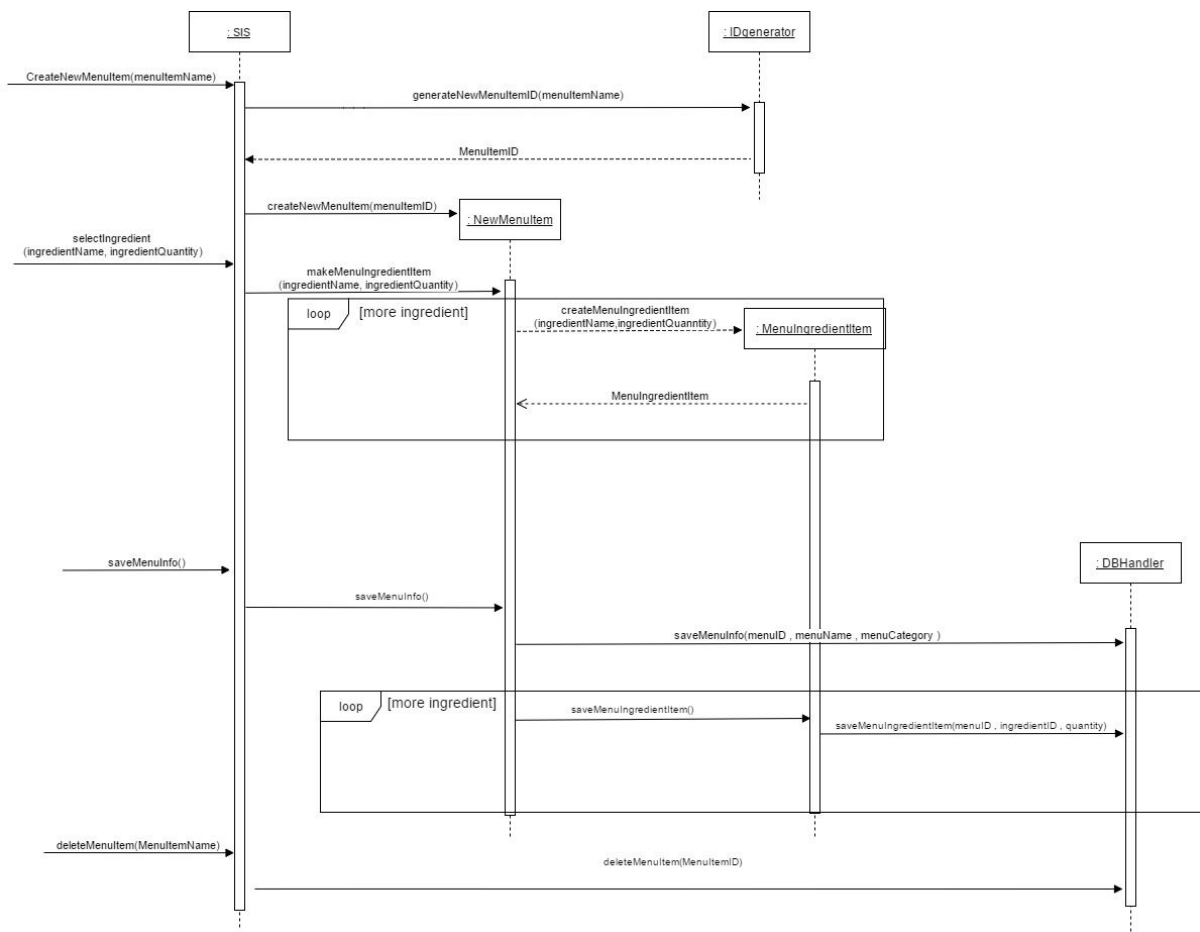 : SIS
: IDgenerator
CreateNewMenuItem(menuItemName)
generateNewMenuItemID(menuItemName)
MenuItemID
createNewMenuItem(menuItemID)
: NewMenuItem
selectIngredient
(ingredientName, ingredientQuantity)
makeMenuIngredientItem
(ingredientName, ingredientQuantity)
loop
[more ingredient]
createMenuIngredientItem
(ingredientName,ingredientQuanntity)
: MenuIngredientItem
MenuIngredientItem
saveMenuInfo()
: DBHandler
saveMenuInfo()
saveMenuInfo(menuID , menuName , menuCategory )
loop
[more ingredient]
saveMenuIngredientItem()
saveMenuIngredientItem(menuID , ingredientID , quantity)
deleteMenuItem(MenuItemName)
deleteMenuItem(MenuItemID)